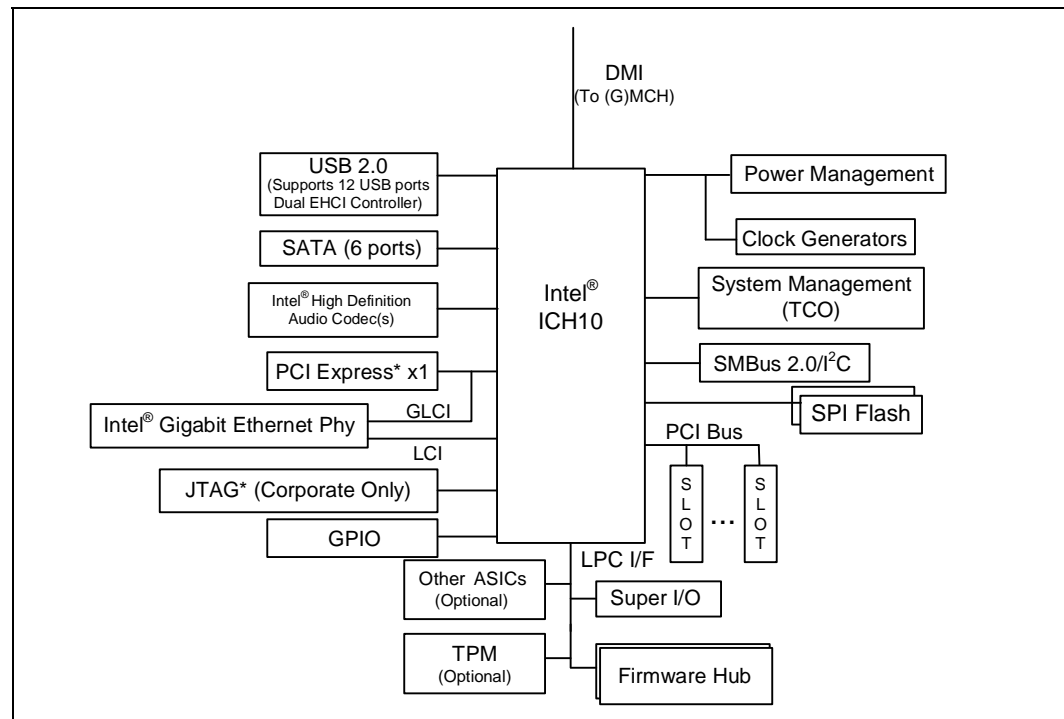 DMI
(To (G)MCH)
USB 2.0
(Supports 12 USB ports
Dual EHCI Controller)
SATA (6 ports)
Intel® High Definition
Audio Codec(s)
PCI Express* x1
GLCI
Intel® Gigabit Ethernet Phy
LCI
JTAG* (Corporate Only)
GPIO
Intel®
ICH10
Power Management
Clock Generators
System Management
(TCO)
SMBus 2.0/I²C
SPI Flash
PCI Bus
SLOT
...
SLOT
LPC I/F
Other ASICs
(Optional)
Super I/O
TPM
(Optional)
Firmware Hub